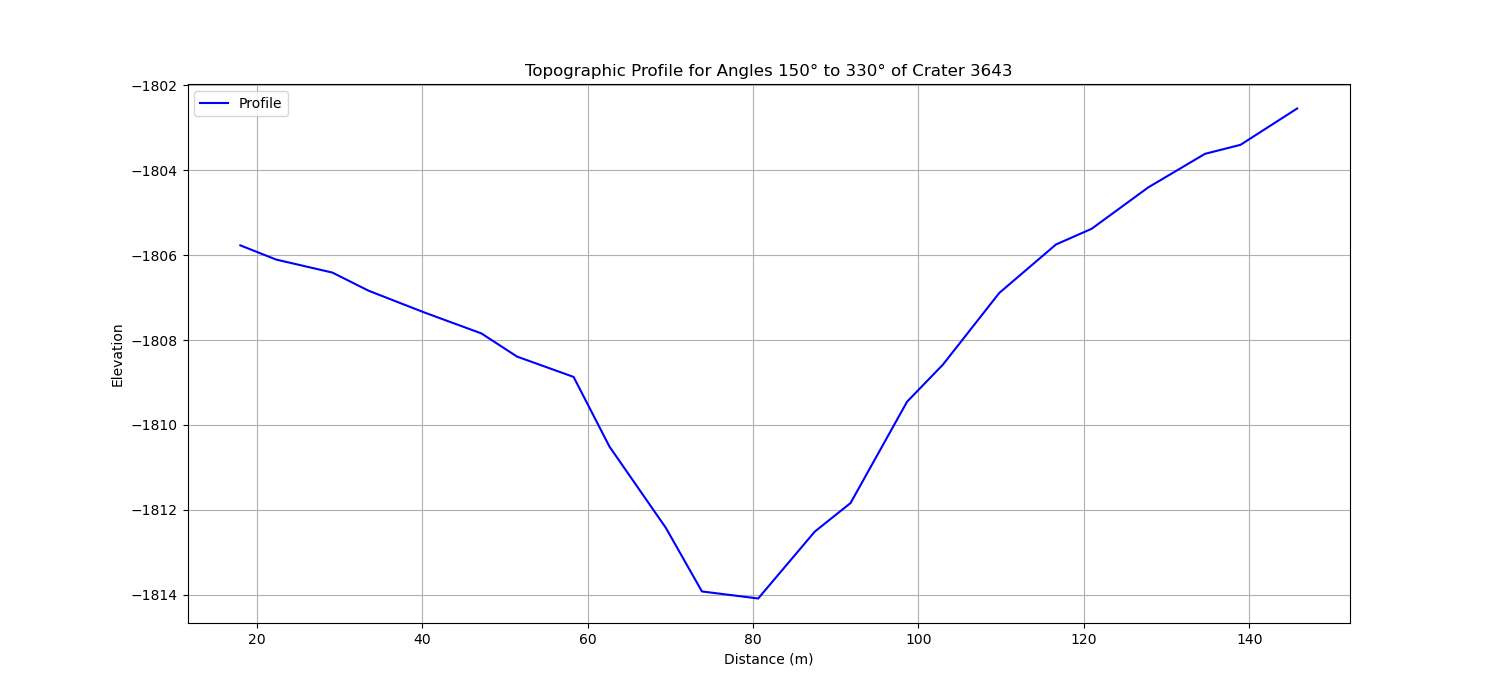 Topographic Profile for Angles 150° to 330° of Crater 3643
Profile
−1802
−1804
−1806
−1808
−1810
−1812
−1814
Elevation
20 40 60 80 100 120 140
Distance (m)